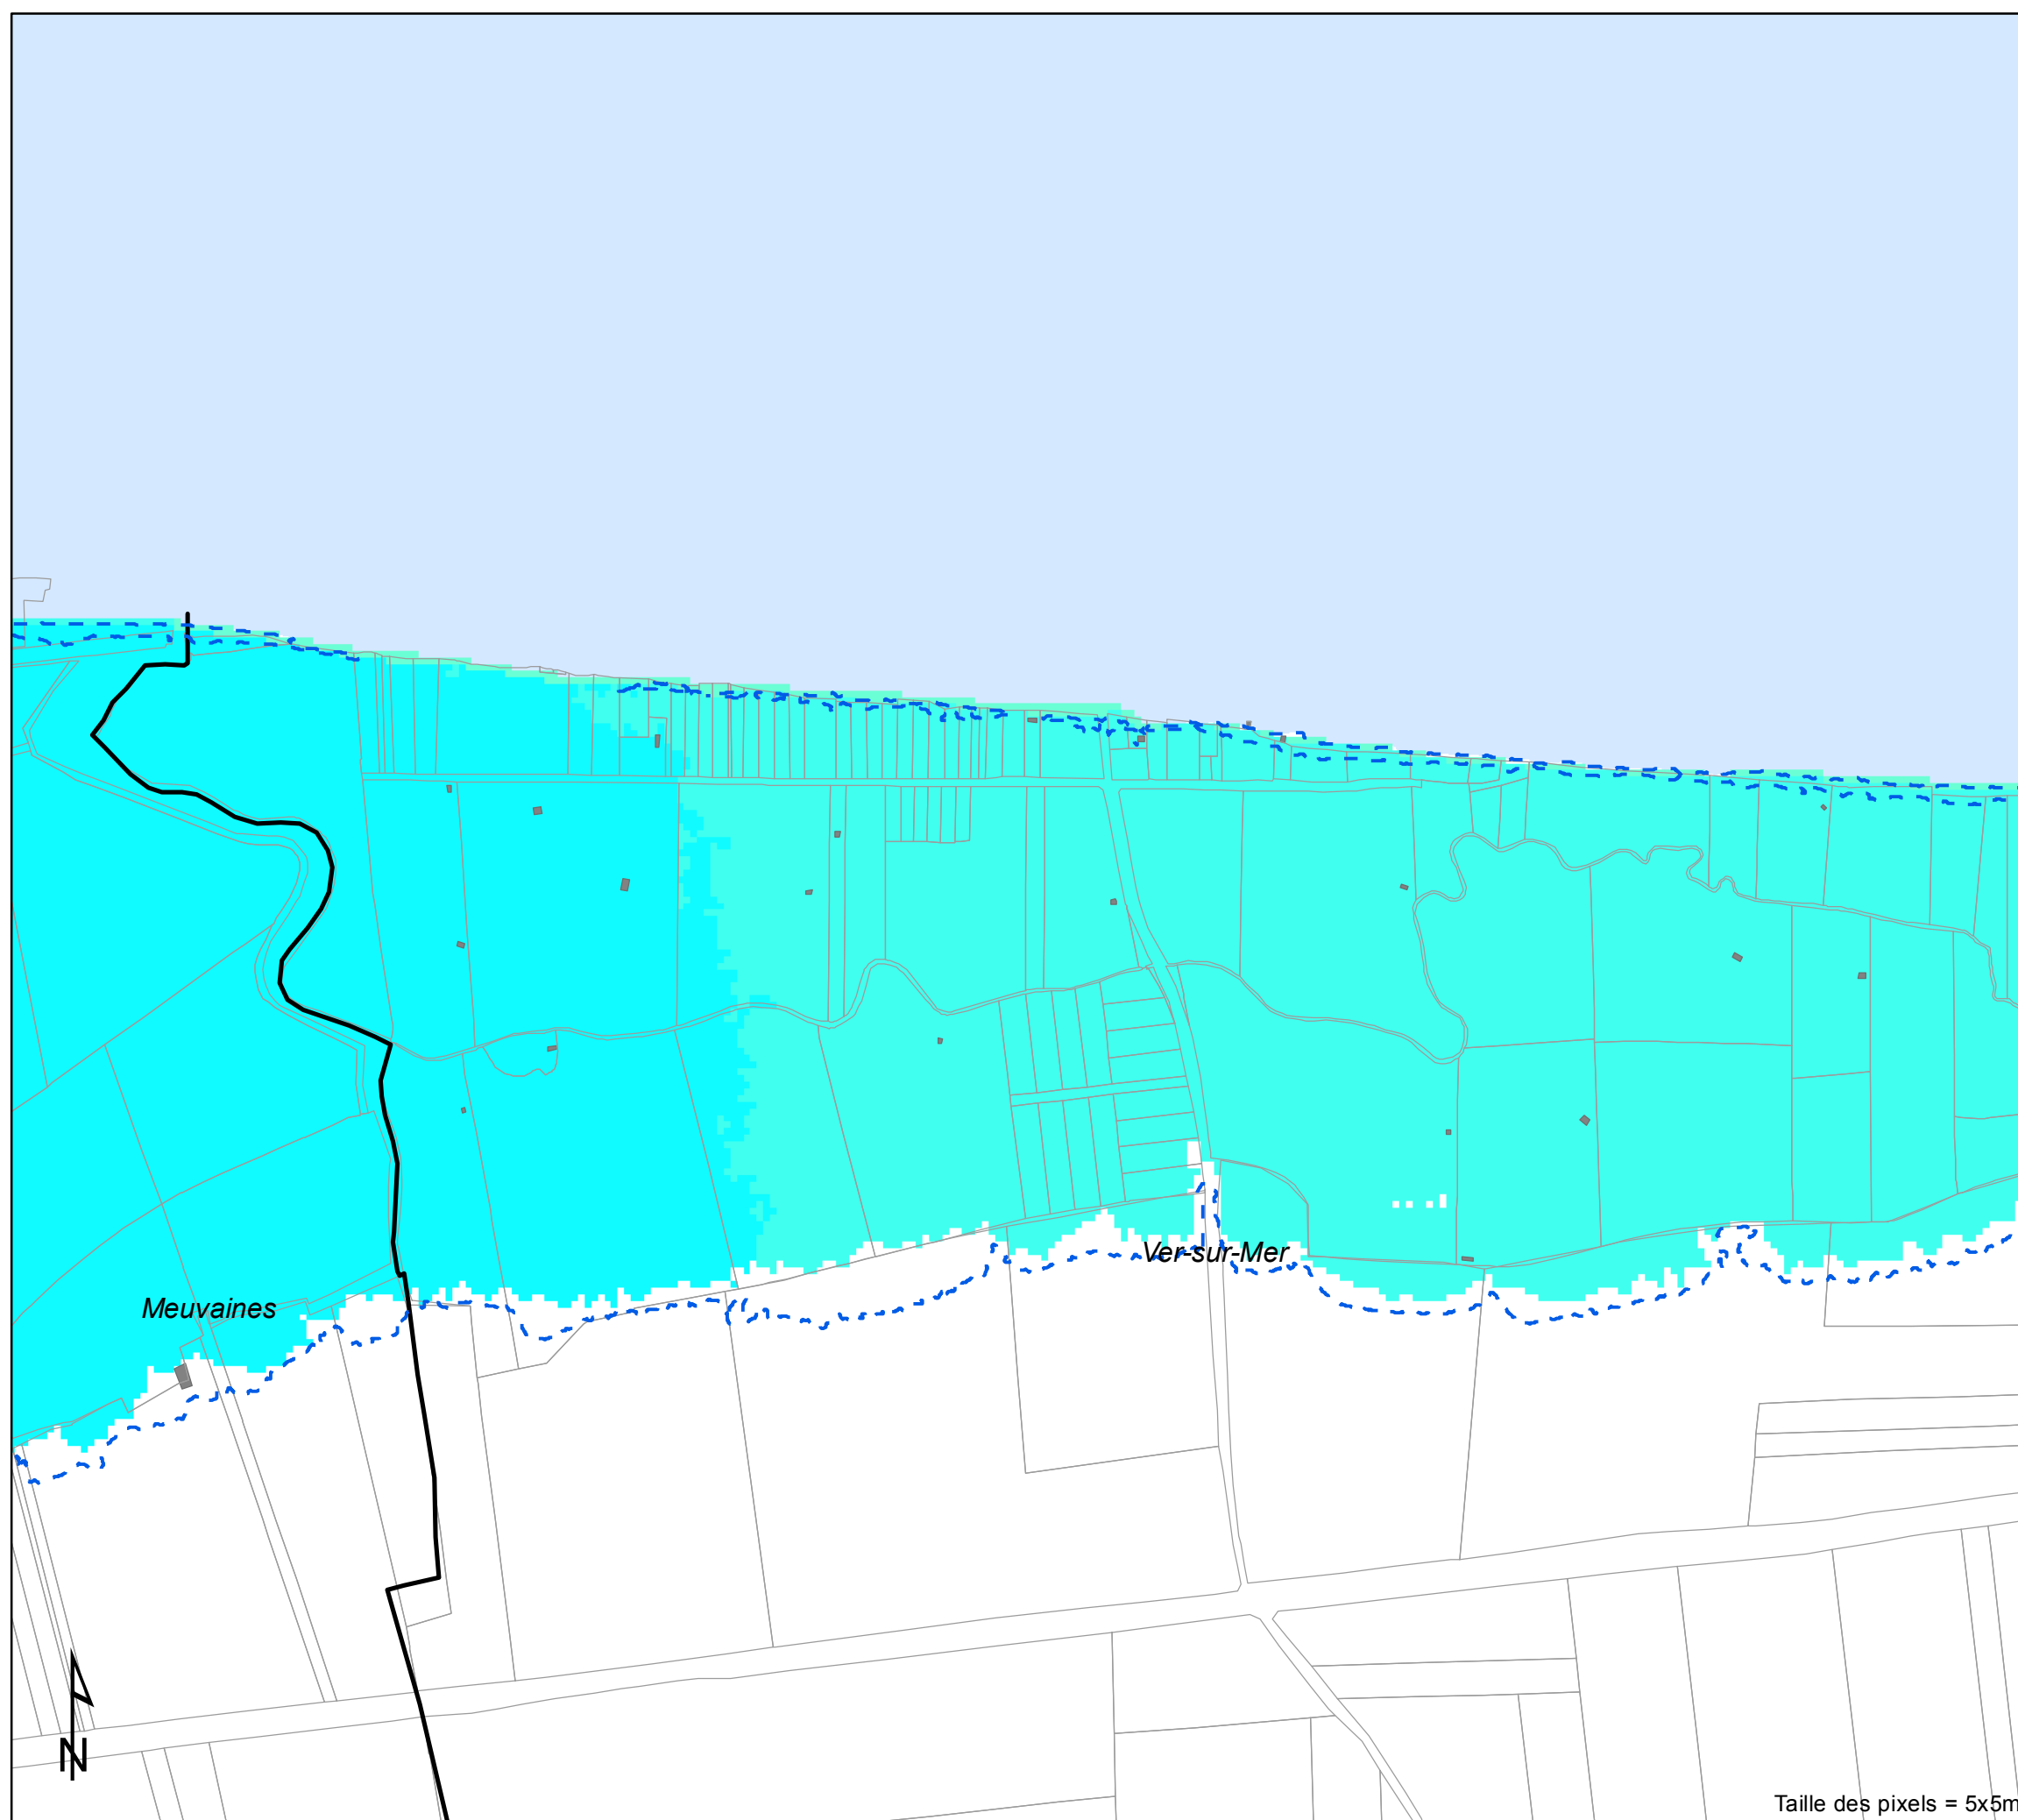 Ver-sur-Mer
Meuvaines
N
Taille des pixels = 5x5m